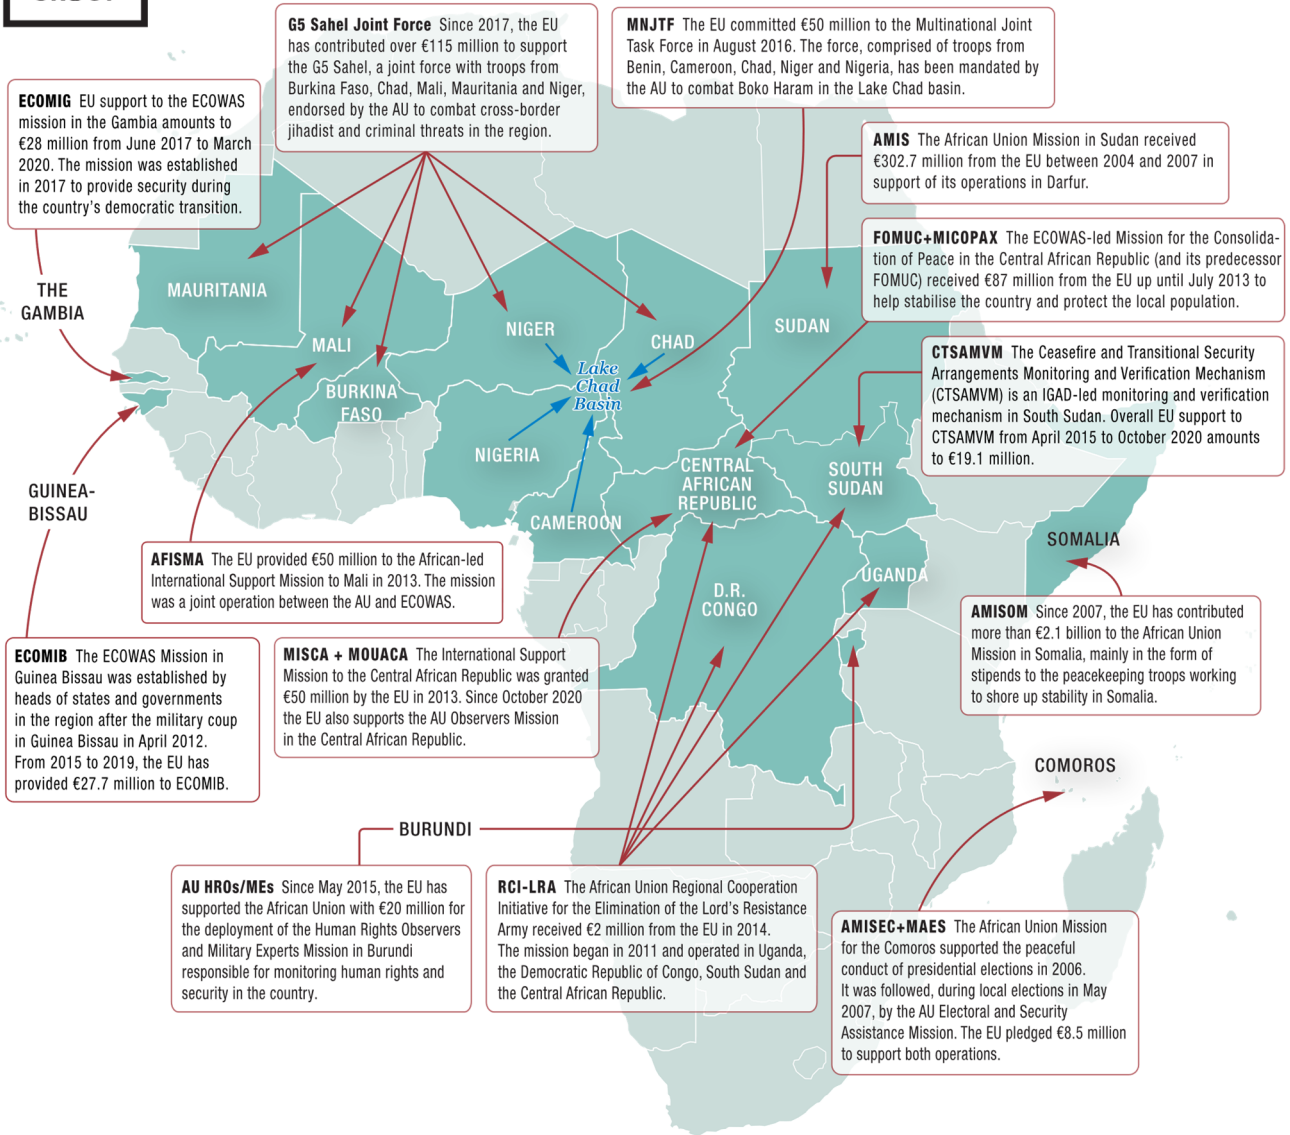 G5 Sahel Joint Force Since 2017, the EU
has contributed over €115 million to support
the G5 Sahel, a joint force with troops from
Burkina Faso, Chad, Mali, Mauritania and Niger,
endorsed by the AU to combat cross-border
jihadist and criminal threats in the region.
MNJTF The EU committed €50 million to the Multinational Joint
Task Force in August 2016. The force, comprised of troops from
Benin, Cameroon, Chad, Niger and Nigeria, has been mandated by
the AU to combat Boko Haram in the Lake Chad basin.
ECOMIG EU support to the ECOWAS
mission in the Gambia amounts to
€28 million from June 2017 to March
2020. The mission was established
in 2017 to provide security during
the country's democratic transition.
AMIS The African Union Mission in Sudan received
€302.7 million from the EU between 2004 and 2007 in
support of its operations in Darfur.
FOMUC+MICOPAX The ECOWAS-led Mission for the Consolida-
tion of Peace in the Central African Republic (and its predecessor
FOMUC) received €87 million from the EU up until July 2013 to
help stabilise the country and protect the local population.
CTSAMVM The Ceasefire and Transitional Security
Arrangements Monitoring and Verification Mechanism
(CTSAMVM) is an IGAD-led monitoring and verification
mechanism in South Sudan. Overall EU support to
CTSAMVM from April 2015 to October 2020 amounts
to €19.1 million.
THE
GAMBIA
MAURITANIA
MALI
BURKINA
FASO
NIGER
CHAD
SUDAN
Lake
Chad
Basin
NIGERIA
CAMEROON
CENTRAL
AFRICAN
REPUBLIC
SOUTH
SUDAN
GUINEA-
BISSAU
SOMALIA
UGANDA
D.R.
CONGO
AFISMA The EU provided €50 million to the African-led
International Support Mission to Mali in 2013. The mission
was a joint operation between the AU and ECOWAS.
AMISOM Since 2007, the EU has contributed
more than €2.1 billion to the African Union
Mission in Somalia, mainly in the form of
stipends to the peacekeeping troops working
to shore up stability in Somalia.
ECOMIB The ECOWAS Mission in
Guinea Bissau was established by
heads of states and governments
in the region after the military coup
in Guinea Bissau in April 2012.
From 2015 to 2019, the EU has
provided €27.7 million to ECOMIB.
MISCA + MOUACA The International Support
Mission to the Central African Republic was granted
€50 million by the EU in 2013. Since October 2020
the EU also supports the AU Observers Mission
in the Central African Republic.
COMOROS
BURUNDI
AU HROs/MEs Since May 2015, the EU has
supported the African Union with €20 million for
the deployment of the Human Rights Observers
and Military Experts Mission in Burundi
responsible for monitoring human rights and
security in the country.
RCI-LRA The African Union Regional Cooperation
Initiative for the Elimination of the Lord's Resistance
Army received €2 million from the EU in 2014.
The mission began in 2011 and operated in Uganda,
the Democratic Republic of Congo, South Sudan and
the Central African Republic.
AMISEC+MAES The African Union Mission
for the Comoros supported the peaceful
conduct of presidential elections in 2006.
It was followed, during local elections in May
2007, by the AU Electoral and Security
Assistance Mission. The EU pledged €8.5 million
to support both operations.